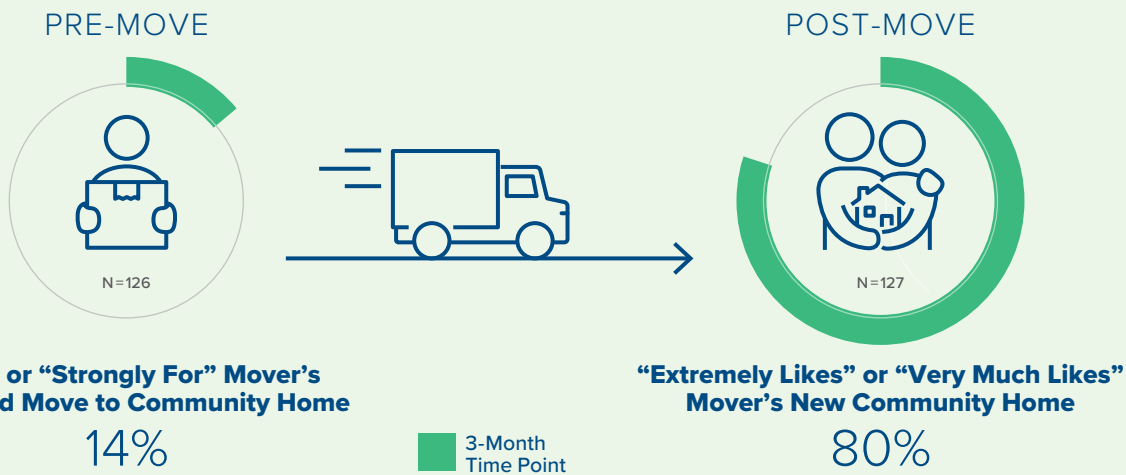 PRE-MOVE
N=126
or “Strongly For” Mover’s
Move to Community Home
14%
3-Month
Time Point
POST-MOVE
N=127
“Extremely Likes” or “Very Much Likes”
Mover’s New Community Home
80%